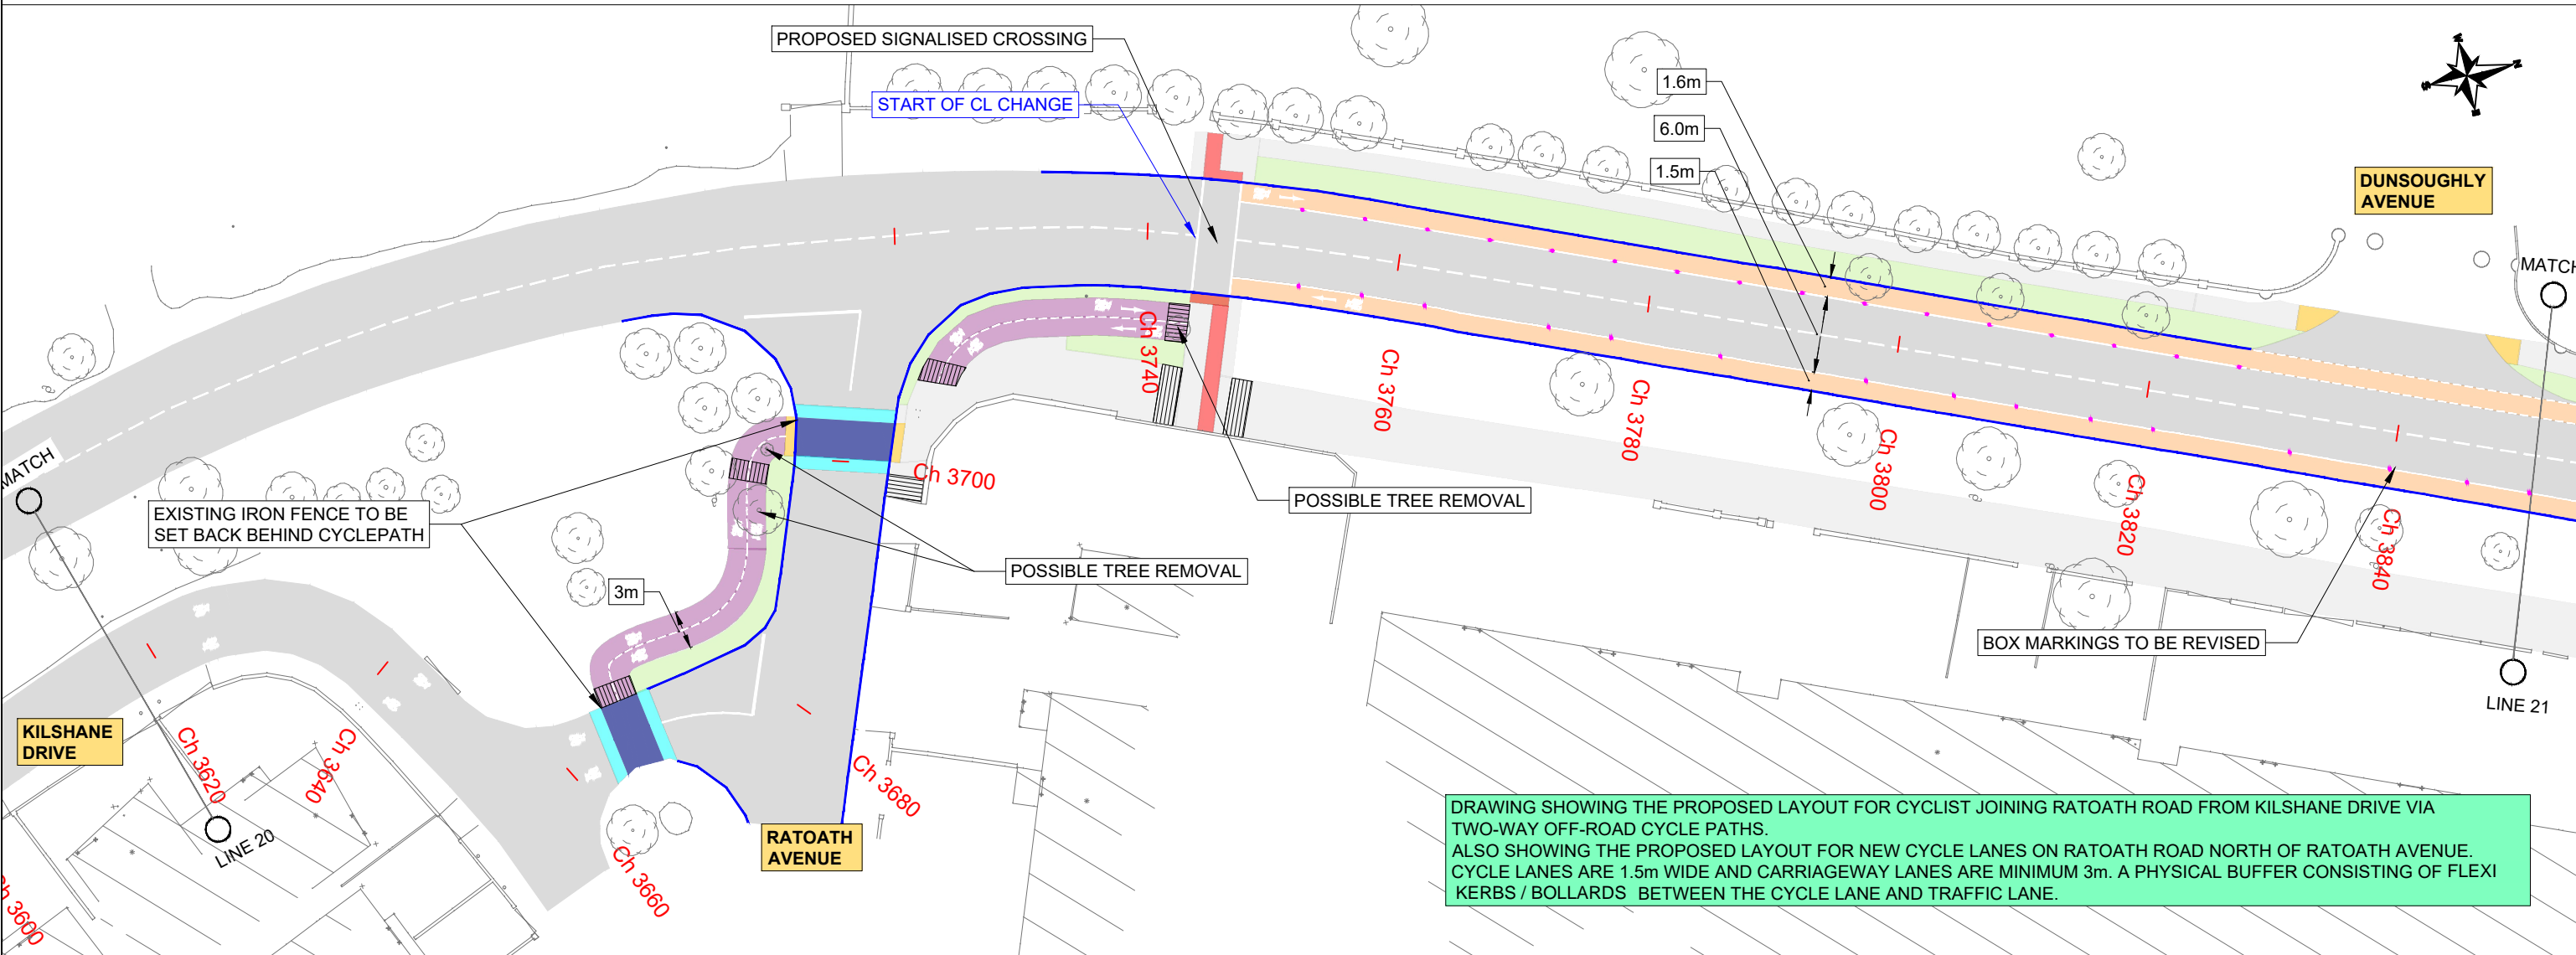 PROPOSED SIGNALISED CROSSING
START OF CL CHANGE
1.6m
6.0m
1.5m
DUNSOUGHLY
AVENUE
MATCH
MATCH
Ch 3740
Ch 3760
Ch 3780
Ch 3800
Ch 3820
Ch 3840
Ch 3700
EXISTING IRON FENCE TO BE
SET BACK BEHIND CYCLEPATH
POSSIBLE TREE REMOVAL
POSSIBLE TREE REMOVAL
3m
BOX MARKINGS TO BE REVISED
LINE 21
KILSHANE
DRIVE
Ch 3620
Ch 3640
Ch 3680
LINE 20
RATOATH
AVENUE
Ch 3660
Ch 3600
DRAWING SHOWING THE PROPOSED LAYOUT FOR CYCLIST JOINING RATOATH ROAD FROM KILSHANE DRIVE VIA
TWO-WAY OFF-ROAD CYCLE PATHS.
ALSO SHOWING THE PROPOSED LAYOUT FOR NEW CYCLE LANES ON RATOATH ROAD NORTH OF RATOATH AVENUE.
CYCLE LANES ARE 1.5m WIDE AND CARRIAGEWAY LANES ARE MINIMUM 3m. A PHYSICAL BUFFER CONSISTING OF FLEXI
KERBS / BOLLARDS BETWEEN THE CYCLE LANE AND TRAFFIC LANE.